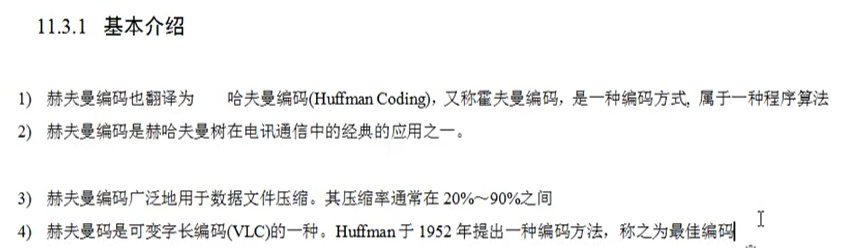 11.3.1 基本介绍
1) 赫夫曼编码也翻译为 哈夫曼编码(Huffman Coding)，又称霍夫曼编码，是一种编码方式, 属于一种程序算法
2) 赫夫曼编码是赫哈夫曼树在电讯通信中的经典的应用之一。
3) 赫夫曼编码广泛地用于数据文件压缩。其压缩率通常在 20%～90%之间
4) 赫夫曼码是可变字长编码(VLC)的一种。Huffman 于 1952 年提出一种编码方法，称之为最佳编码